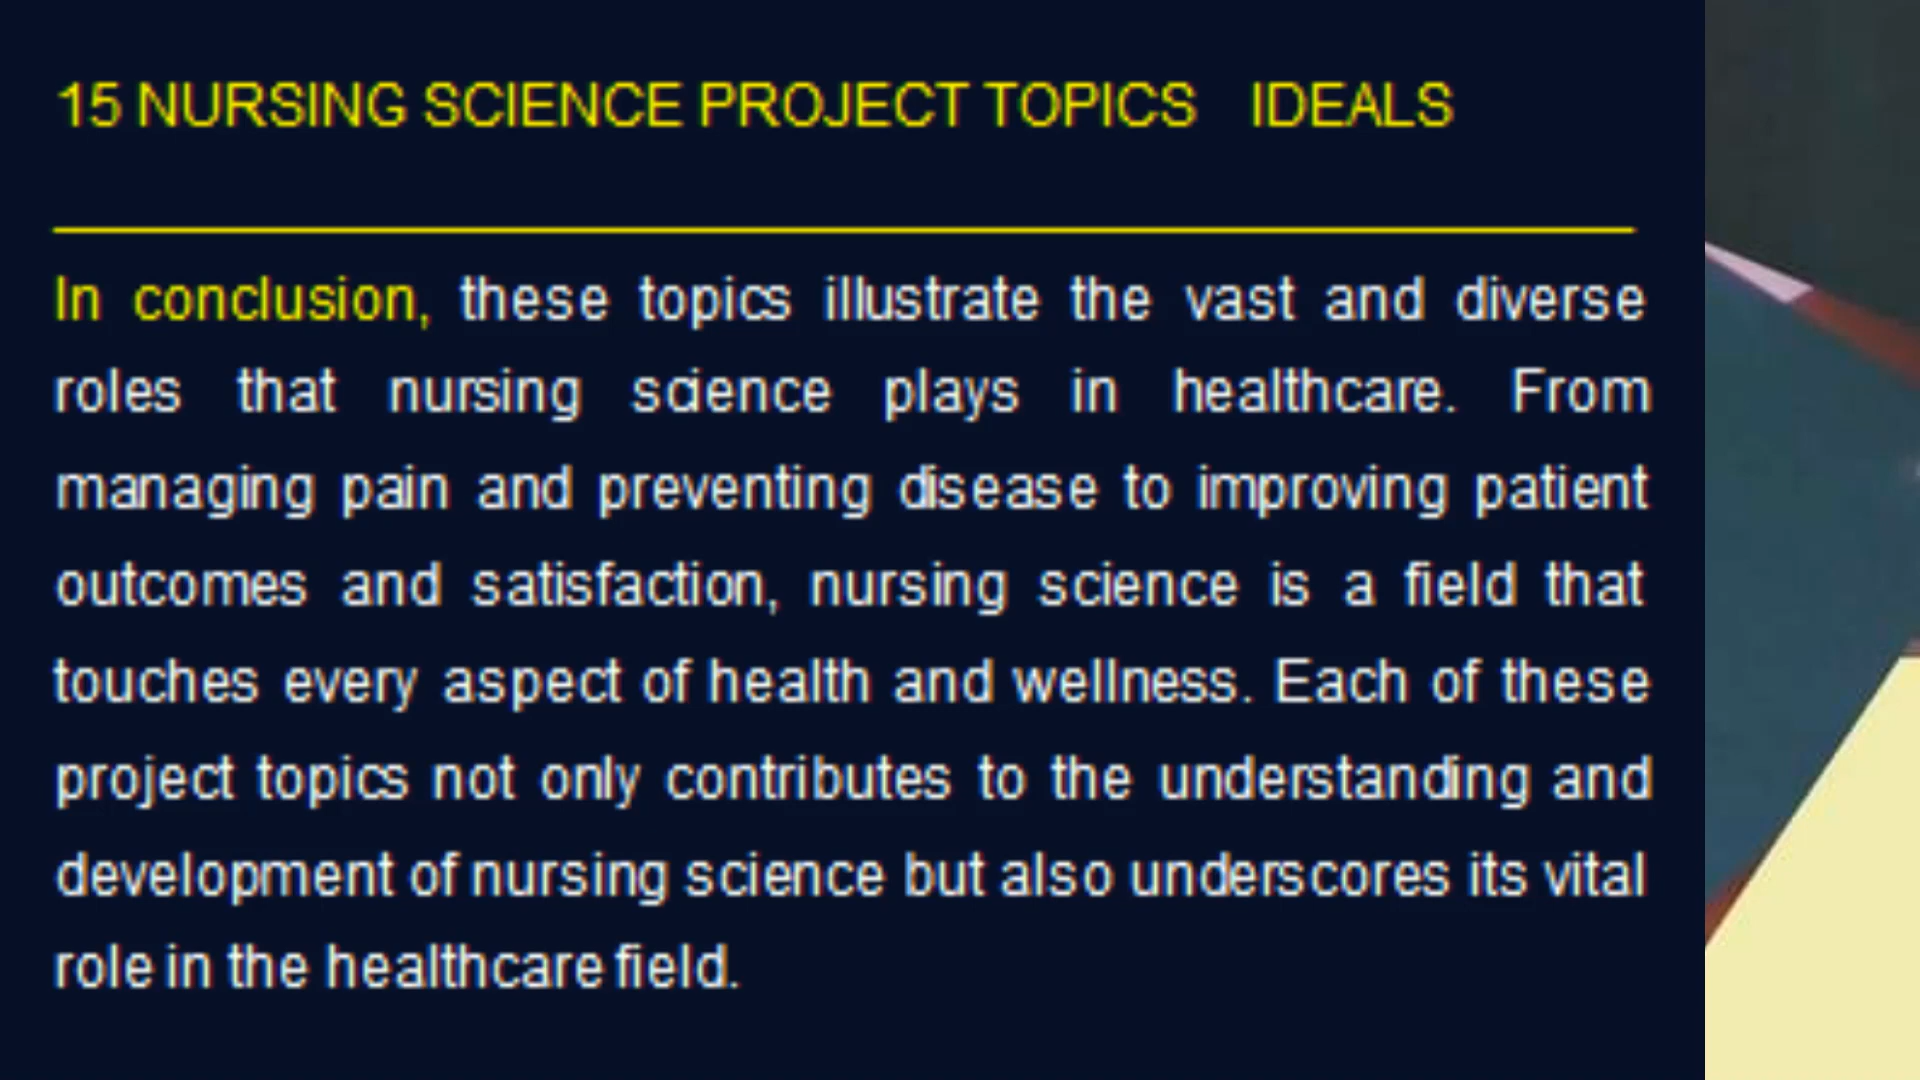 15 NURSING SCIENCE PROJECT TOPICS IDEALS
In conclusion, these topics illustrate the vast and diverse
roles that nursing science plays in healthcare. From
managing pain and preventing disease to improving patient
outcomes and satisfaction, nursing science is a field that
touches every aspect of health and wellness. Each of these
project topics not only contributes to the understanding and
development of nursing science but also underscores its vital
role in the healthcare field.